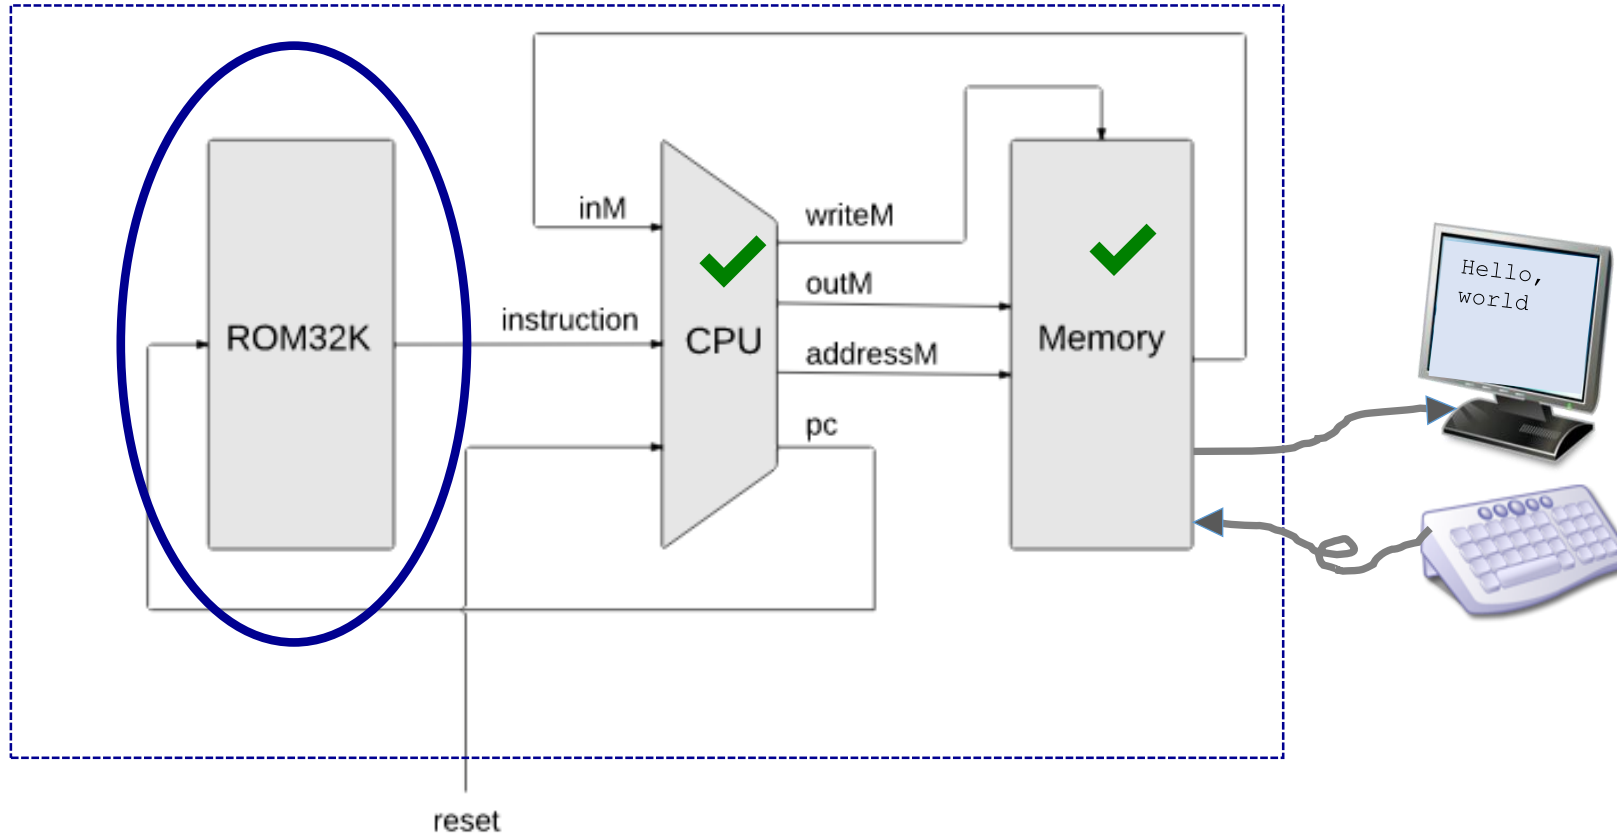 inM
writeM
outM
instruction
ROM32K
CPU
Memory
addressM
pc
Hello,
world
reset